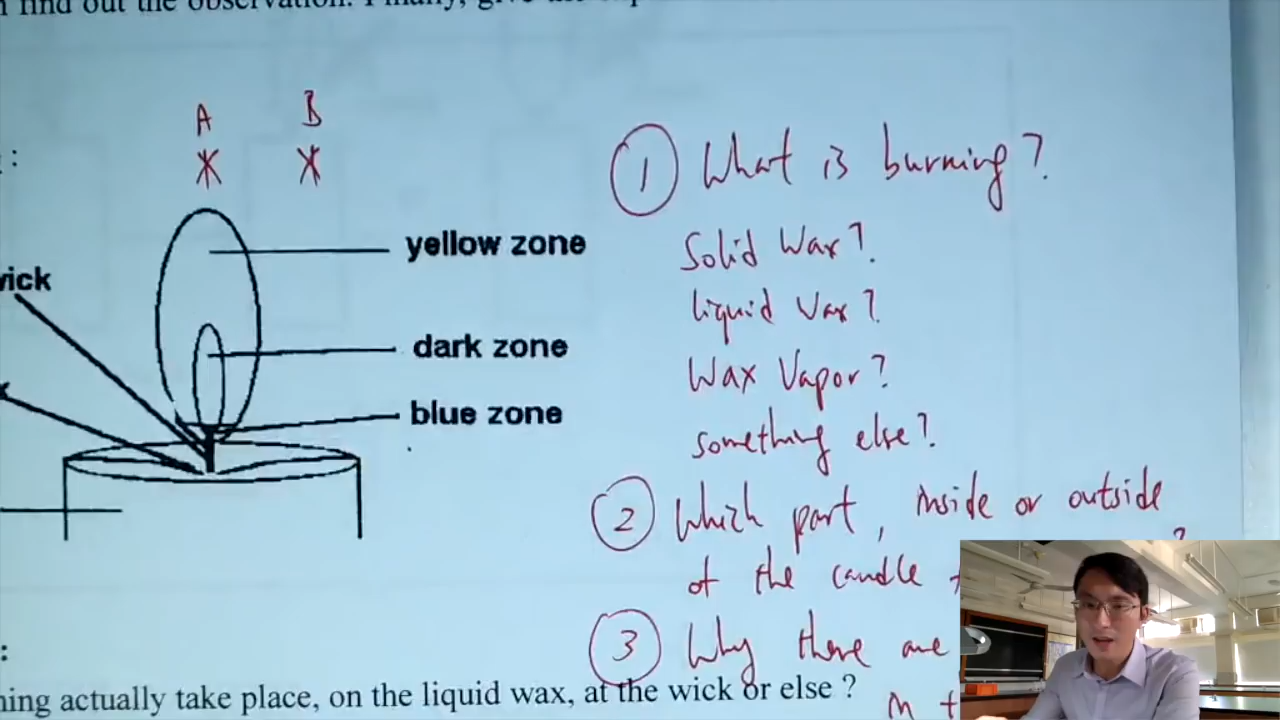 find out the observation. Finally, give the
A B
:
yellow zone
wick
dark zone
blue zone
① What is burning?
Solid Wax?
liquid Wax?
Wax Vapor?
something else?
② Which part, inside or outside
of the candle
?
③ Why there are
:
ning actually take place, on the liquid wax, at the wick or else ?